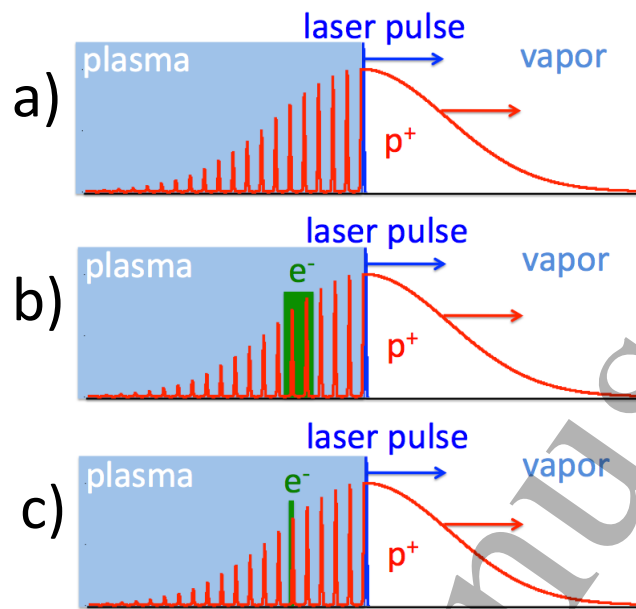 laser pulse
plasma vapor
a)
p+
laser pulse
plasma vapor
e-
b)
p+
laser pulse
plasma vapor
e-
c)
p+